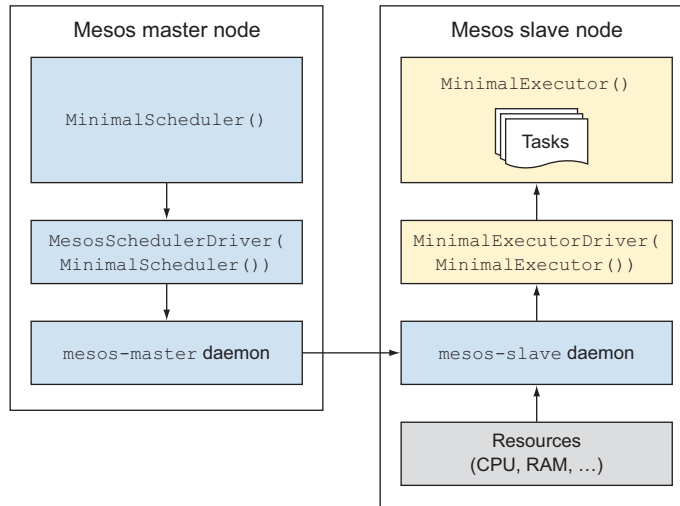 Mesos master node
MinimalScheduler()
MesosSchedulerDriver(
MinimalScheduler())
mesos-master daemon
Mesos slave node
MinimalExecutor()
Tasks
MinimalExecutorDriver(
MinimalExecutor())
mesos-slave daemon
Resources
(CPU, RAM, …)